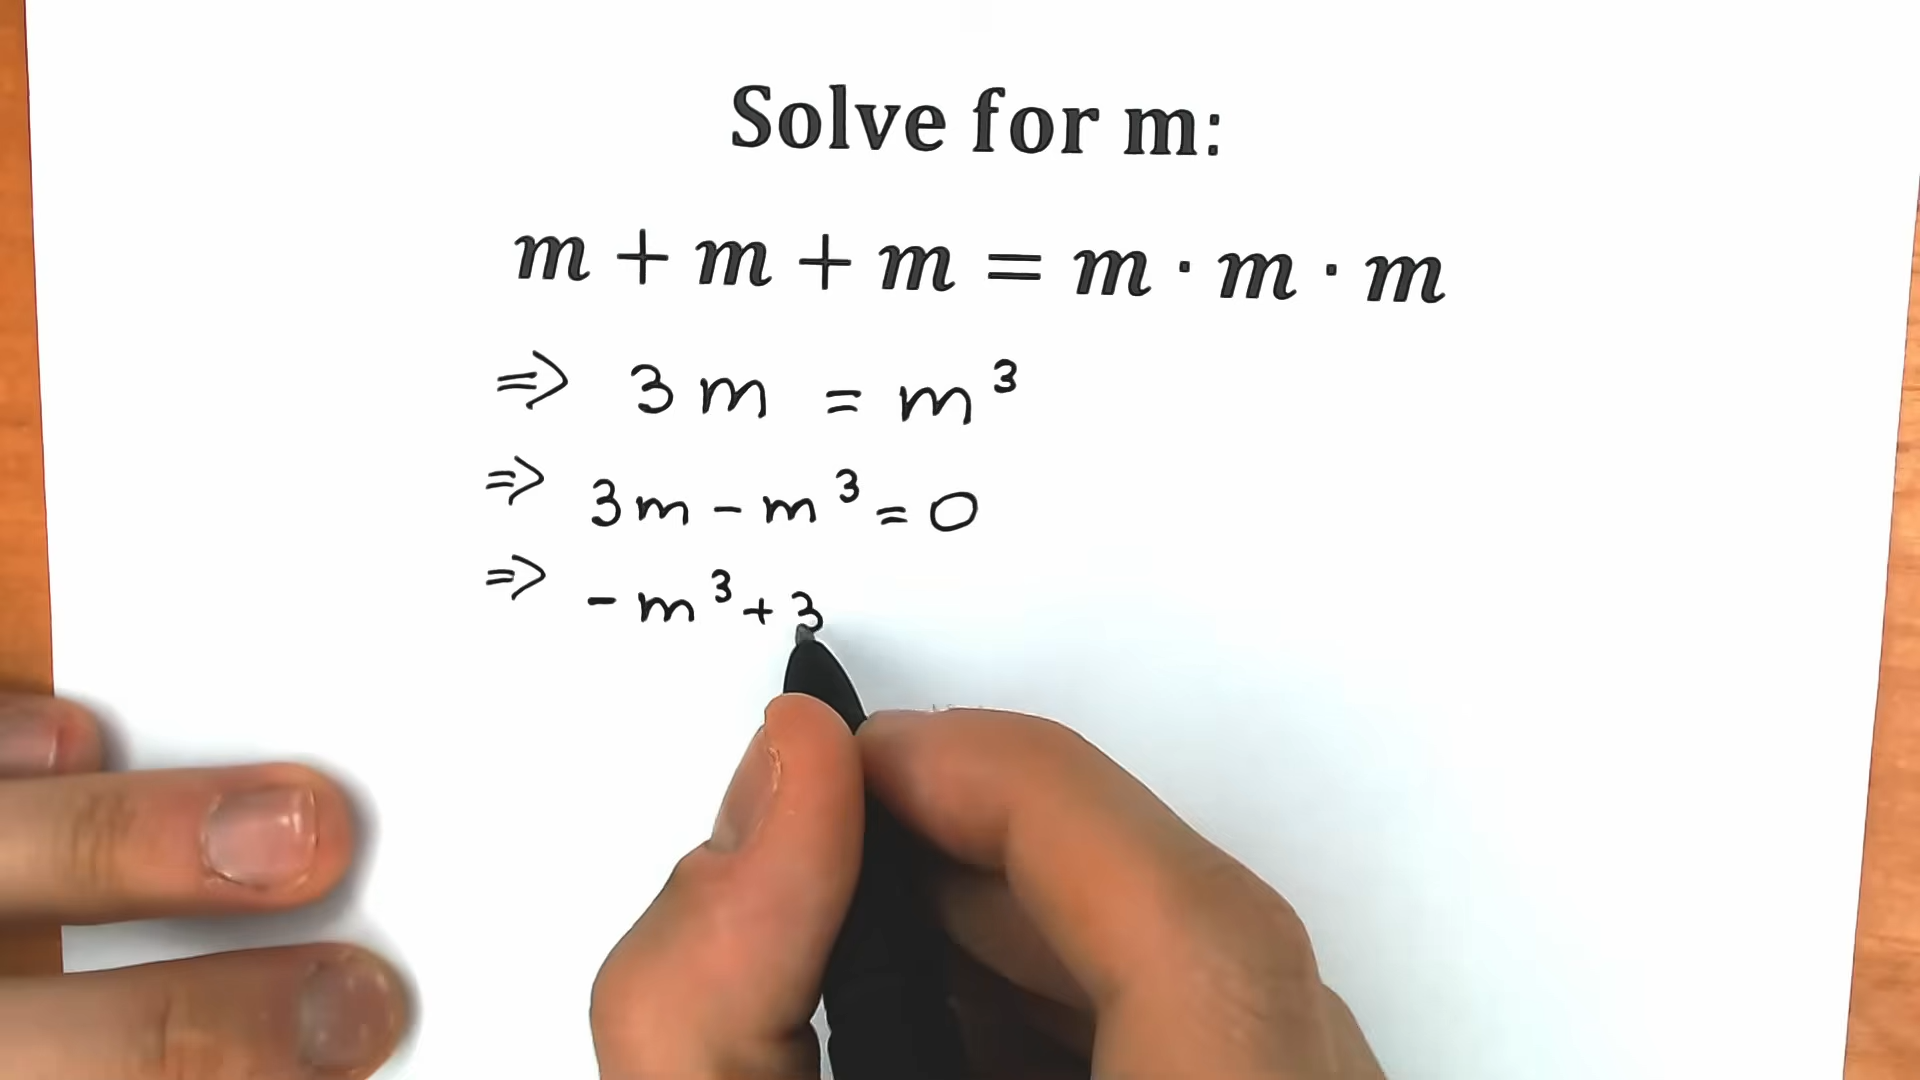 Solve for m:
m + m + m = m · m · m
⇒ 3m = m³
⇒ 3m − m³ = 0
⇒ − m³ + 3